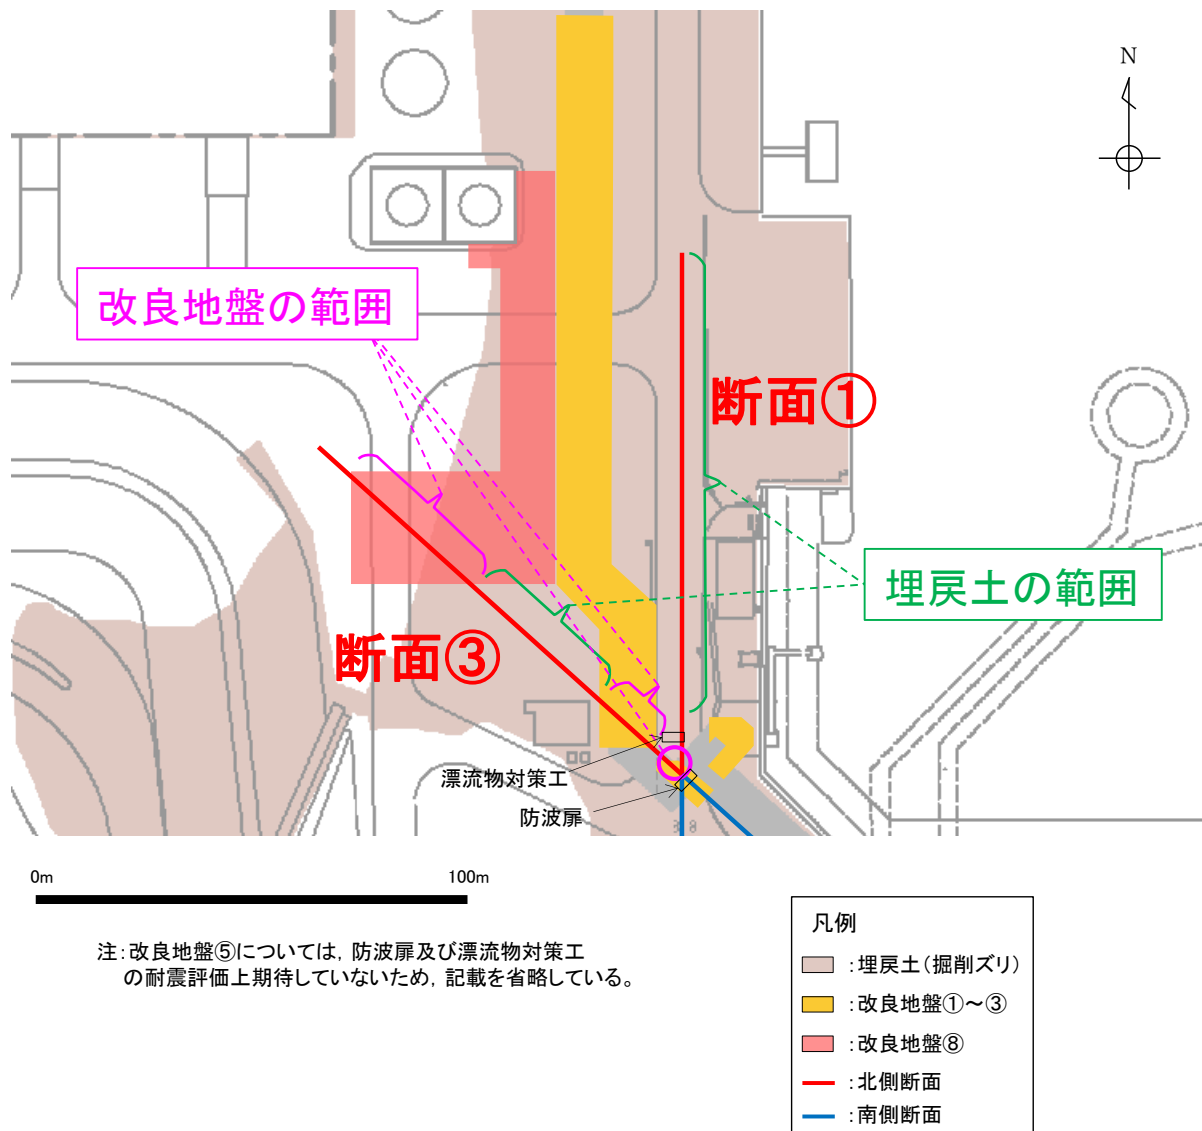 N
改良地盤の範囲
断面①
埋戻土の範囲
断面③
漂流物対策工
防波扉
0m
100m
注：改良地盤⑤については，防波扉及び漂流物対策工
の耐震評価上期待していないため，記載を省略している。
凡例
：埋戻土（掘削ズリ）
：改良地盤①～③
：改良地盤⑧
：北側断面
：南側断面